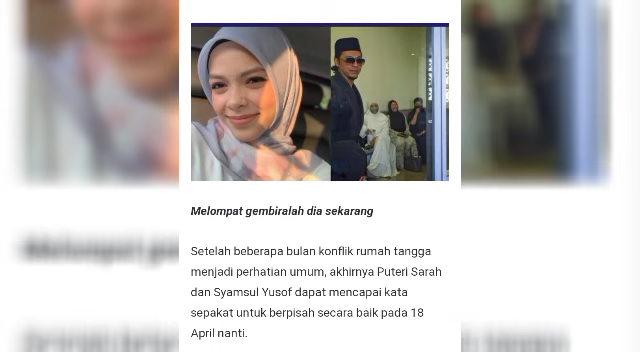 Melompat gembiralah dia sekarang
Setelah beberapa bulan konflik rumah tangga
menjadi perhatian umum, akhirnya Puteri Sarah
dan Syamsul Yusof dapat mencapai kata
sepakat untuk berpisah secara baik pada 18
April nanti.